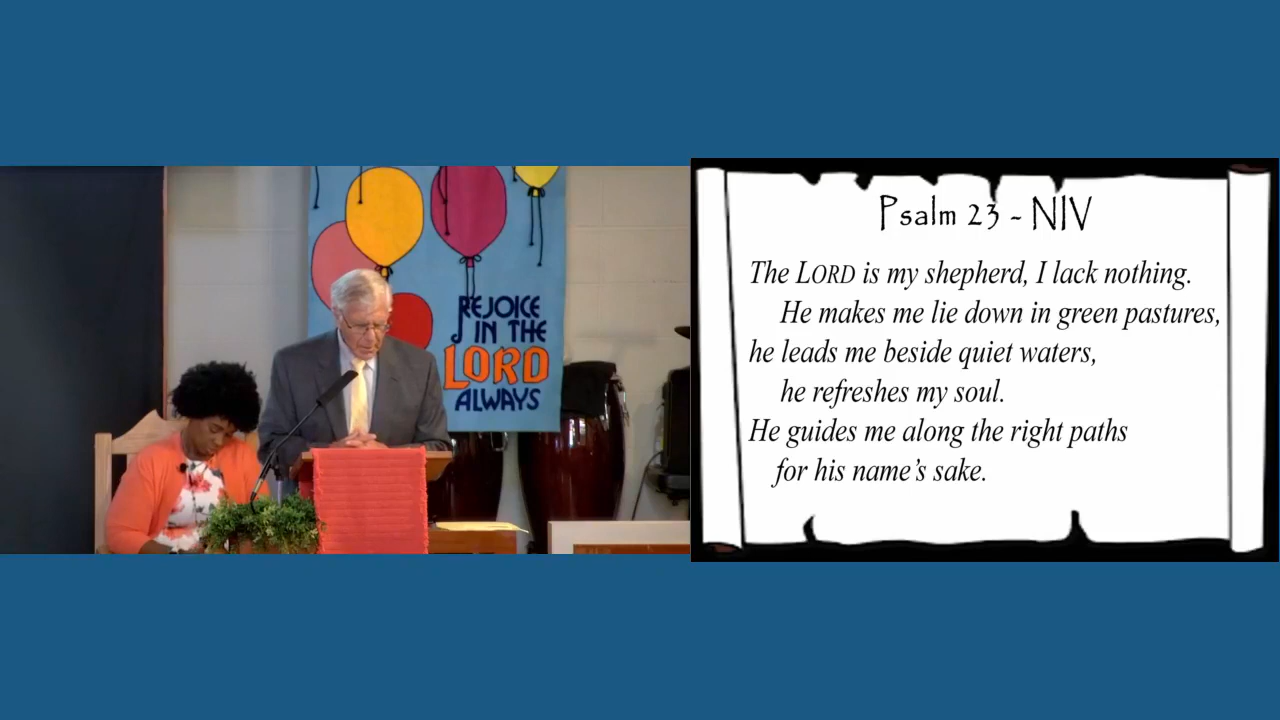 REJOICE
IN THE
LORD
ALWAYS
Psalm 23 - NIV
The LORD is my shepherd, I lack nothing.
He makes me lie down in green pastures,
he leads me beside quiet waters,
he refreshes my soul.
He guides me along the right paths
for his name’s sake.